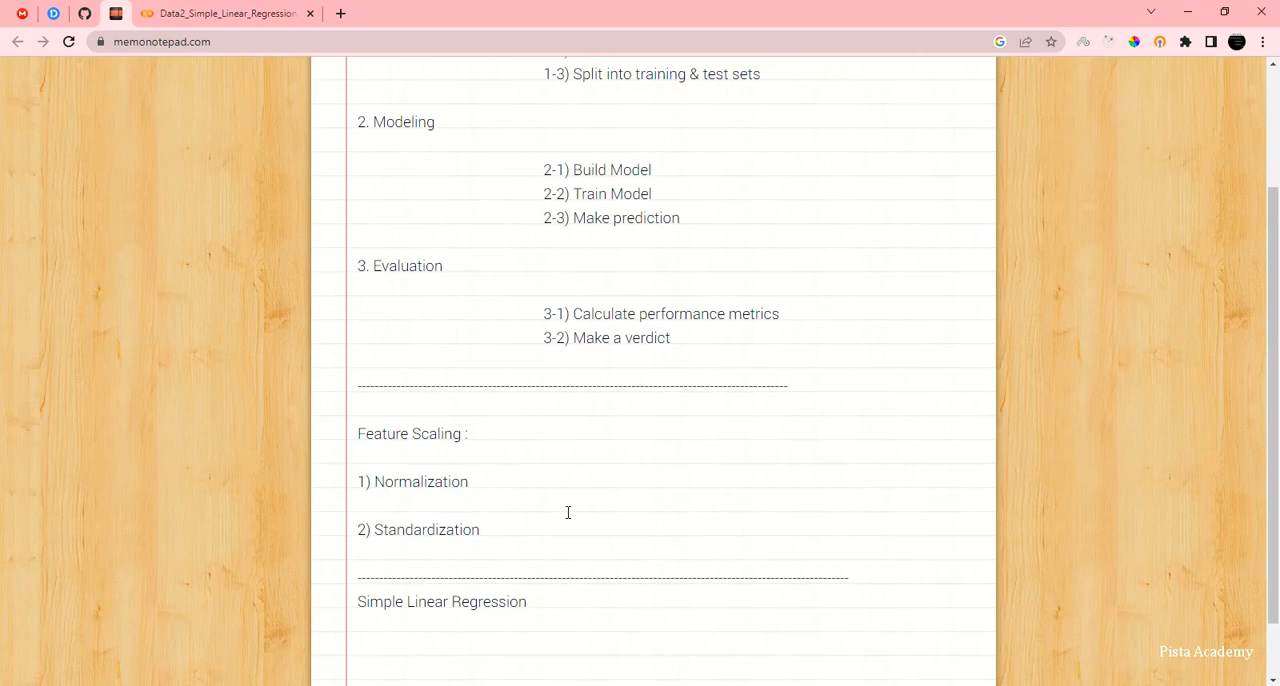 Data2_Simple_Linear_Regression
memonotepad.com
1-3) Split into training & test sets
2. Modeling
2-1) Build Model
2-2) Train Model
2-3) Make prediction
3. Evaluation
3-1) Calculate performance metrics
3-2) Make a verdict
Feature Scaling :
1) Normalization
2) Standardization
Simple Linear Regression
Pista Academy